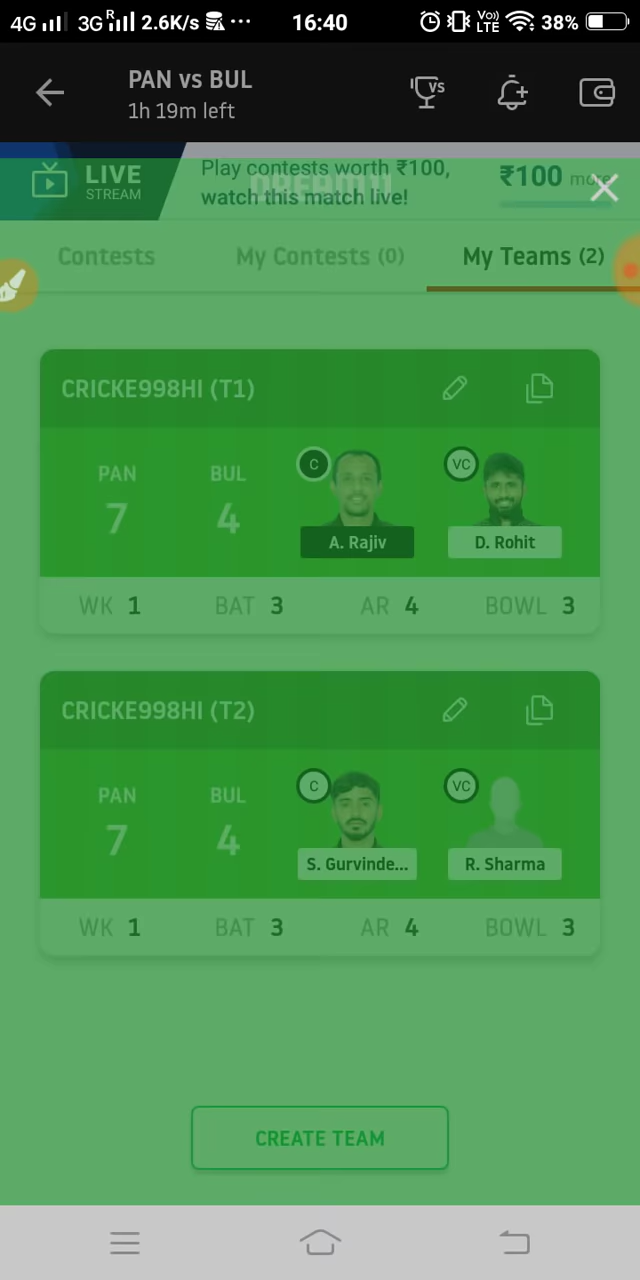 4G 3G R 2.6K/s ... 16:40 Vo) LTE 38%
PAN vs BUL
1h 19m left
VS
LIVE
STREAM
Play contests worth ₹100,
watch this match live!
DREAM11
₹100 more
Contests My Contests (0) My Teams (2)
CRICKE998HI (T1)
PAN BUL
7 4
C VC
A. Rajiv D. Rohit
WK 1 BAT 3 AR 4 BOWL 3
CRICKE998HI (T2)
PAN BUL
7 4
C VC
S. Gurvinde... R. Sharma
WK 1 BAT 3 AR 4 BOWL 3
CREATE TEAM